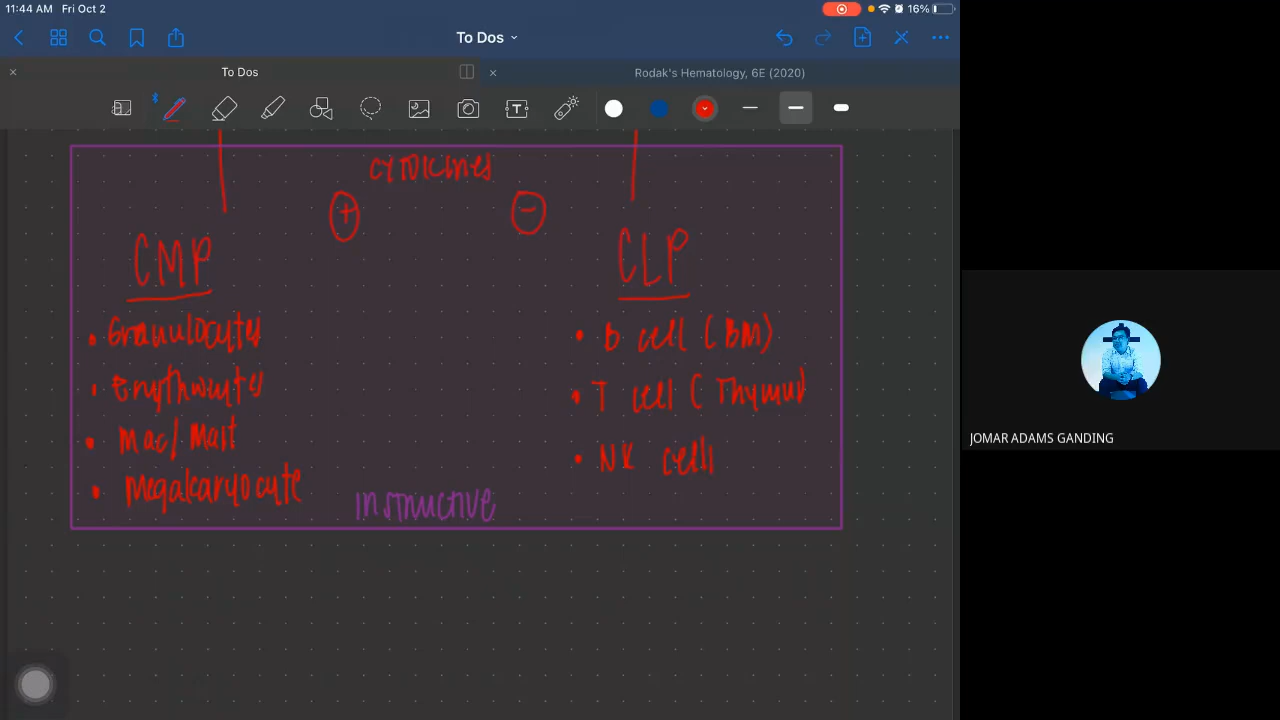 11:44 AM Fri Oct 2
16%
To Dos
To Dos
Rodak's Hematology, 6E (2020)
T
cytokines
+
−
CMP
CLP
• Granulocytes
• B cell (BM)
• Erythrocytes
• T cell (Thymus)
• Mac/Mast
• NK cells
• Megakaryocyte
instructive
JOMAR ADAMS GANDING